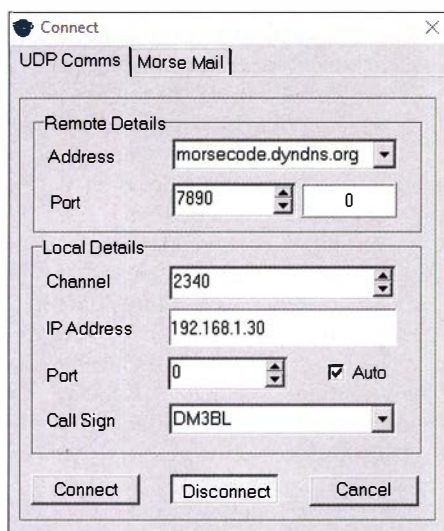 Connect
UDP Comms Morse Mail
Remote Details
Address morsecode.dyndns.org
Port 7890 0
Local Details
Channel 2340
IP Address 192.168.1.30
Port 0 Auto
Call Sign DM3BL
Connect Disconnect Cancel